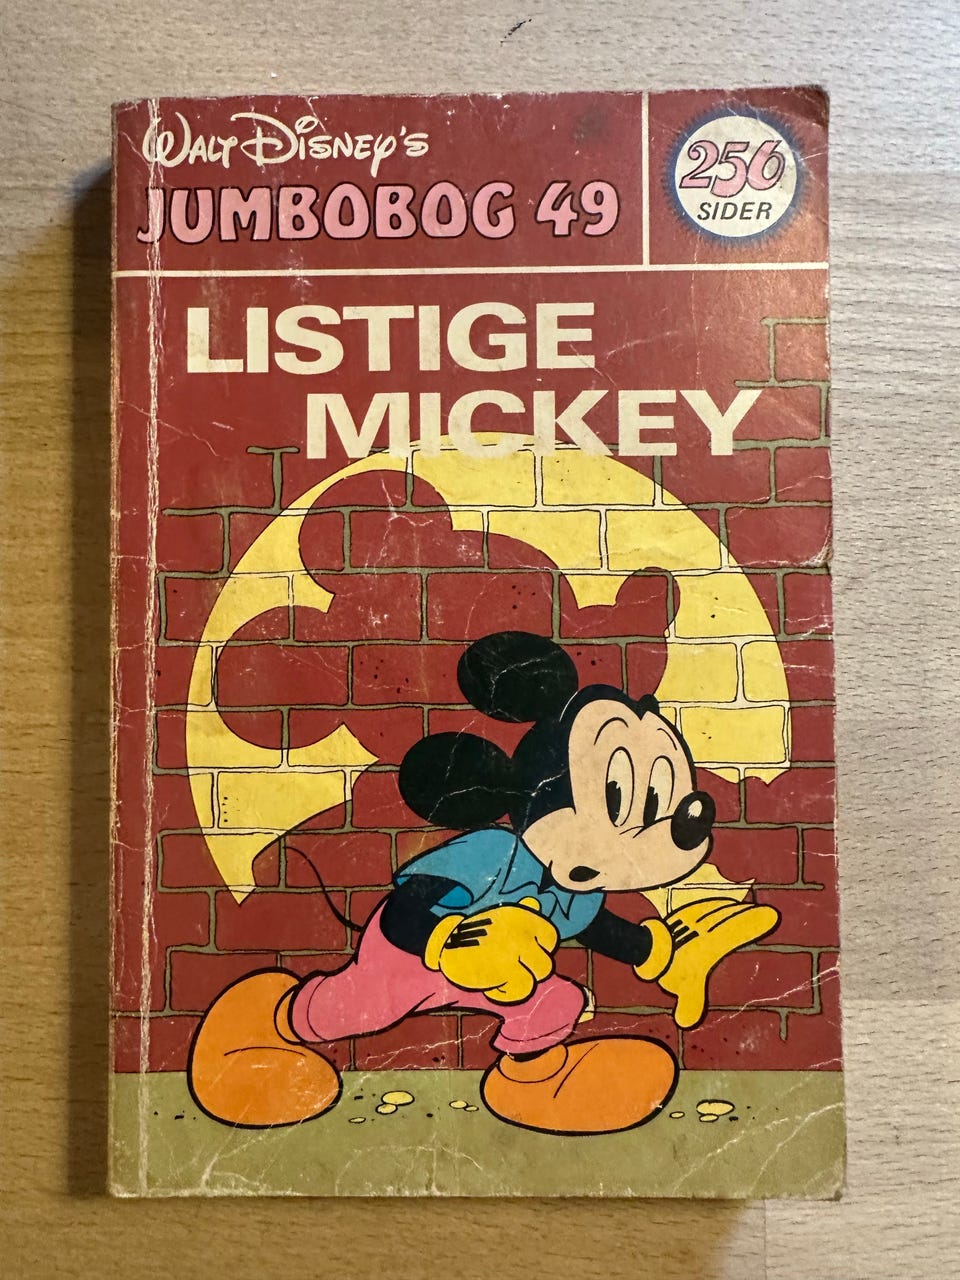 WALT DISNEY'S
JUMBOBOG 49
256
SIDER
LISTIGE
MICKEY